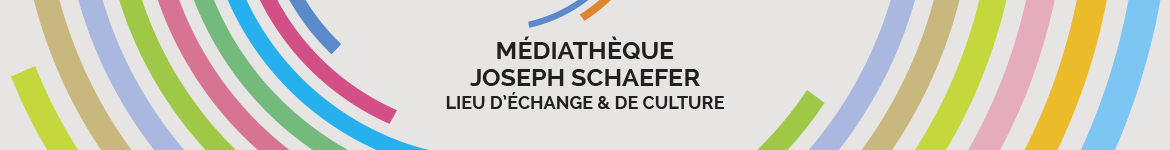 MÉDIATHÈQUE
JOSEPH SCHAEFER
LIEU D'ÉCHANGE & DE CULTURE